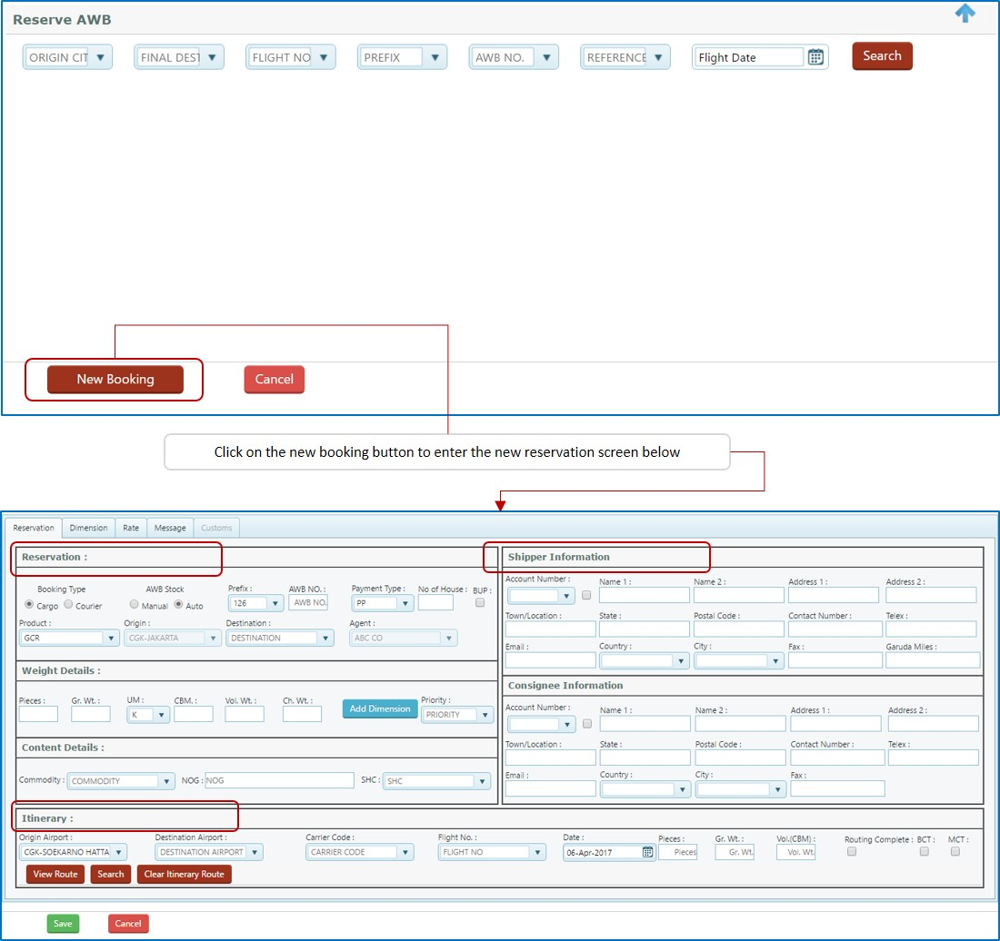 Reserve AWB
ORIGIN CIT FINAL DEST FLIGHT NO PREFIX AWB NO. REFERENCE Flight Date Search
New Booking Cancel
Click on the new booking button to enter the new reservation screen below
Reservation Dimension Rate Message Customs
Reservation :
Booking Type AWB Stock Prefix : AWB NO. : Payment Type : No of House : BUP :
Cargo Courier Manual Auto 126 AWB NO. PP
Product : Origin : Destination : Agent :
GCR CGK-JAKARTA DESTINATION ABC CO
Weight Details :
Pieces : Gr. Wt. : UM : CBM. : Vol. Wt. : Ch. Wt. : Add Dimension Priority :
K PRIORITY
Content Details :
Commodity : COMMODITY NOG : NOG SHC : SHC
Shipper Information
Account Number : Name 1 : Name 2 : Address 1 : Address 2 :
Town/Location : State : Postal Code : Contact Number : Telex :
Email : Country : City : Fax : Garuda Miles :
Consignee Information
Account Number : Name 1 : Name 2 : Address 1 : Address 2 :
Town/Location : State : Postal Code : Contact Number : Telex :
Email : Country : City : Fax :
Itinerary :
Origin Airport : Destination Airport : Carrier Code : Flight No. : Date : Pieces : Gr. Wt. : Vol.(CBM) : Routing Complete : BCT : MCT :
CGK-SOEKARNO HATTA DESTINATION AIRPORT CARRIER CODE FLIGHT NO 06-Apr-2017 Pieces Gr. Wt. Vol. Wt.
View Route Search Clear Itinerary Route
Save Cancel